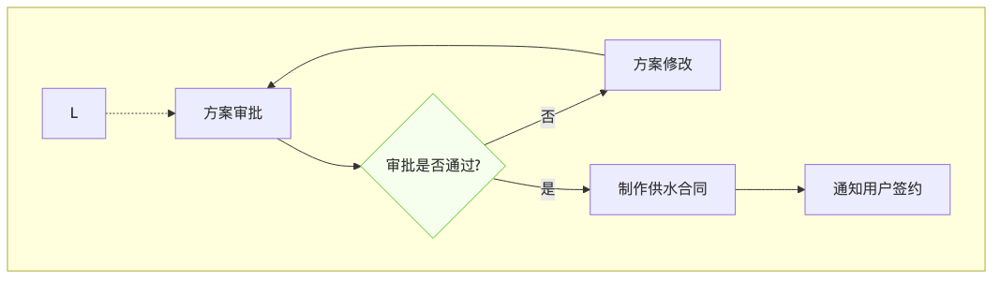 L
方案审批
审批是否通过?
否
方案修改
是
制作供水合同
通知用户签约